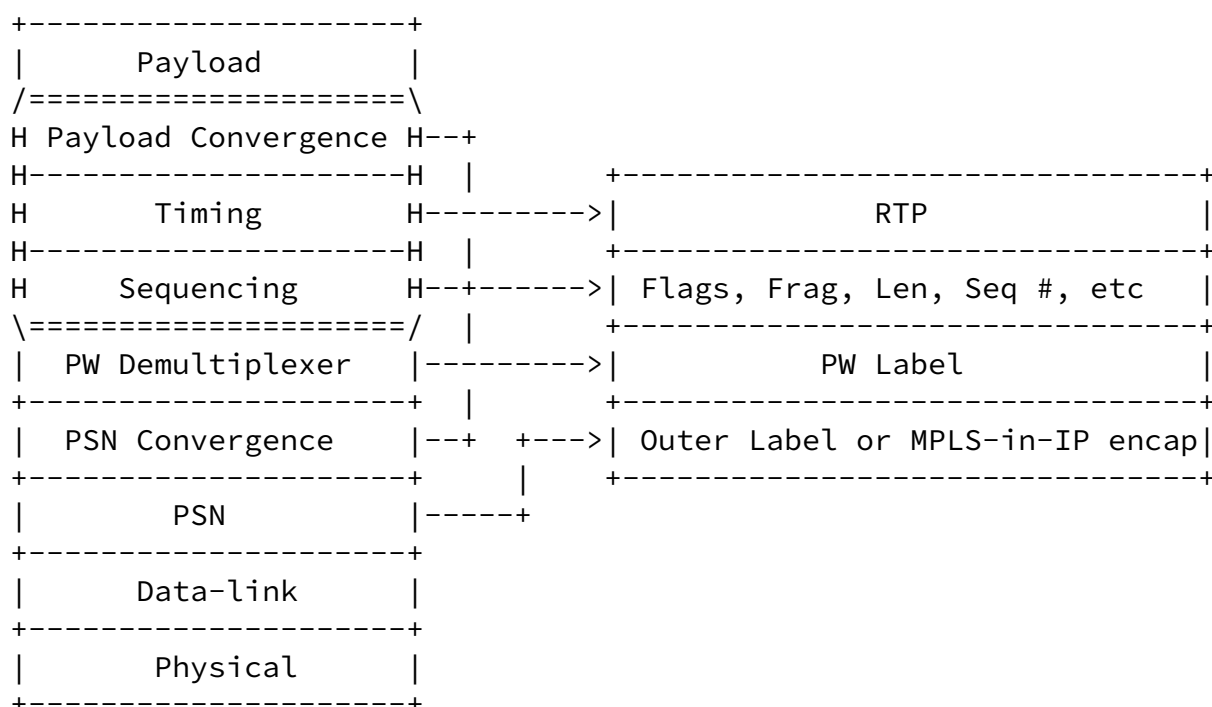 Payload
Payload Convergence
Timing RTP
Sequencing Flags, Frag, Len, Seq #, etc
PW Demultiplexer PW Label
PSN Convergence Outer Label or MPLS-in-IP encap
PSN
Data-link
Physical